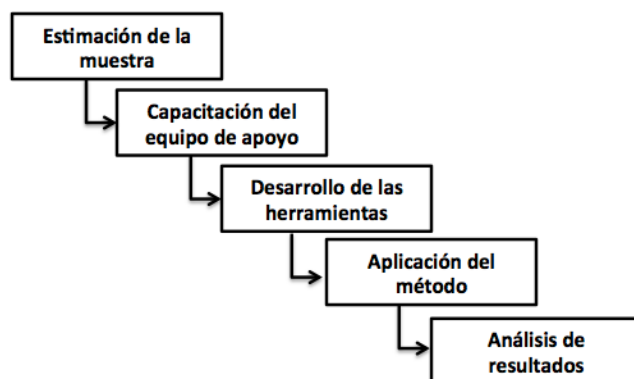 Estimación de la
muestra
Capacitación del
equipo de apoyo
Desarrollo de las
herramientas
Aplicación del
método
Análisis de
resultados